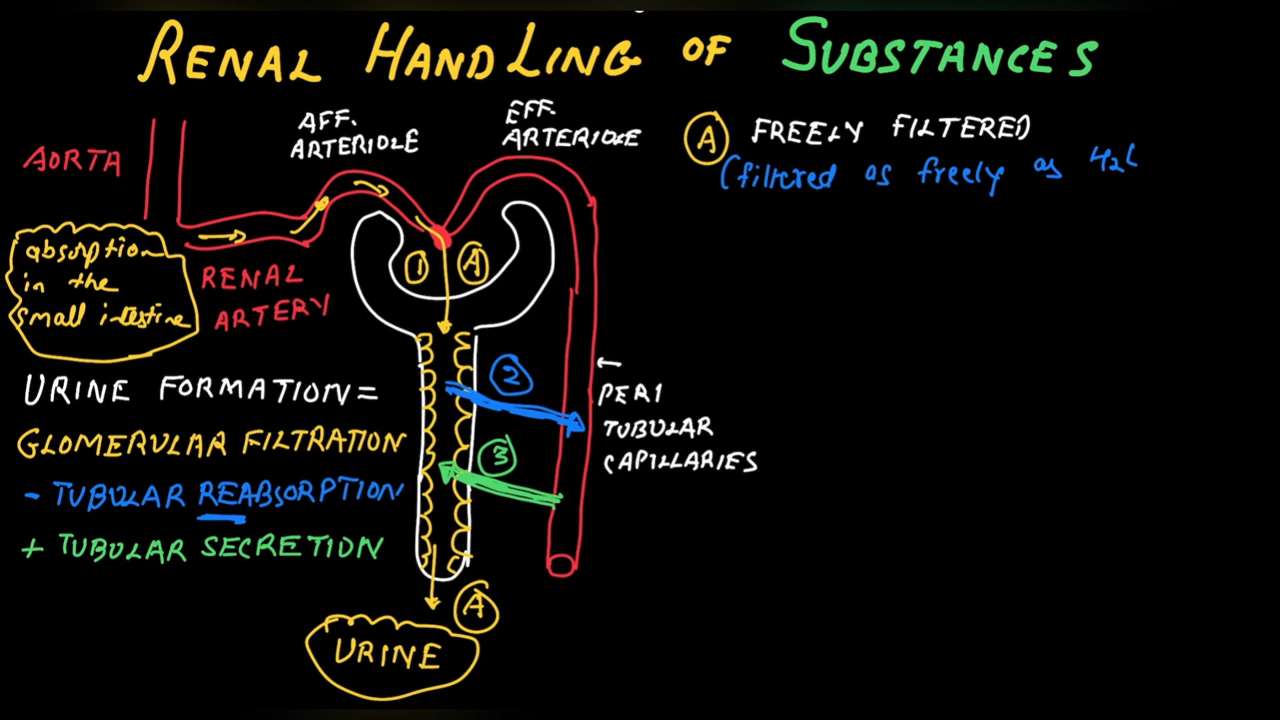 RENAL HANDLING OF SUBSTANCES
AFF.
ARTERIOLE
EFF.
ARTERIOLE
AORTA
absorption
in the
small intestine
RENAL
ARTERY
1
A
URINE FORMATION =
GLOMERULAR FILTRATION
- TUBULAR REABSORPTION
+ TUBULAR SECRETION
2
3
←
PERI
TUBULAR
CAPILLARIES
A
URINE
A FREELY FILTERED
(filtered as freely as